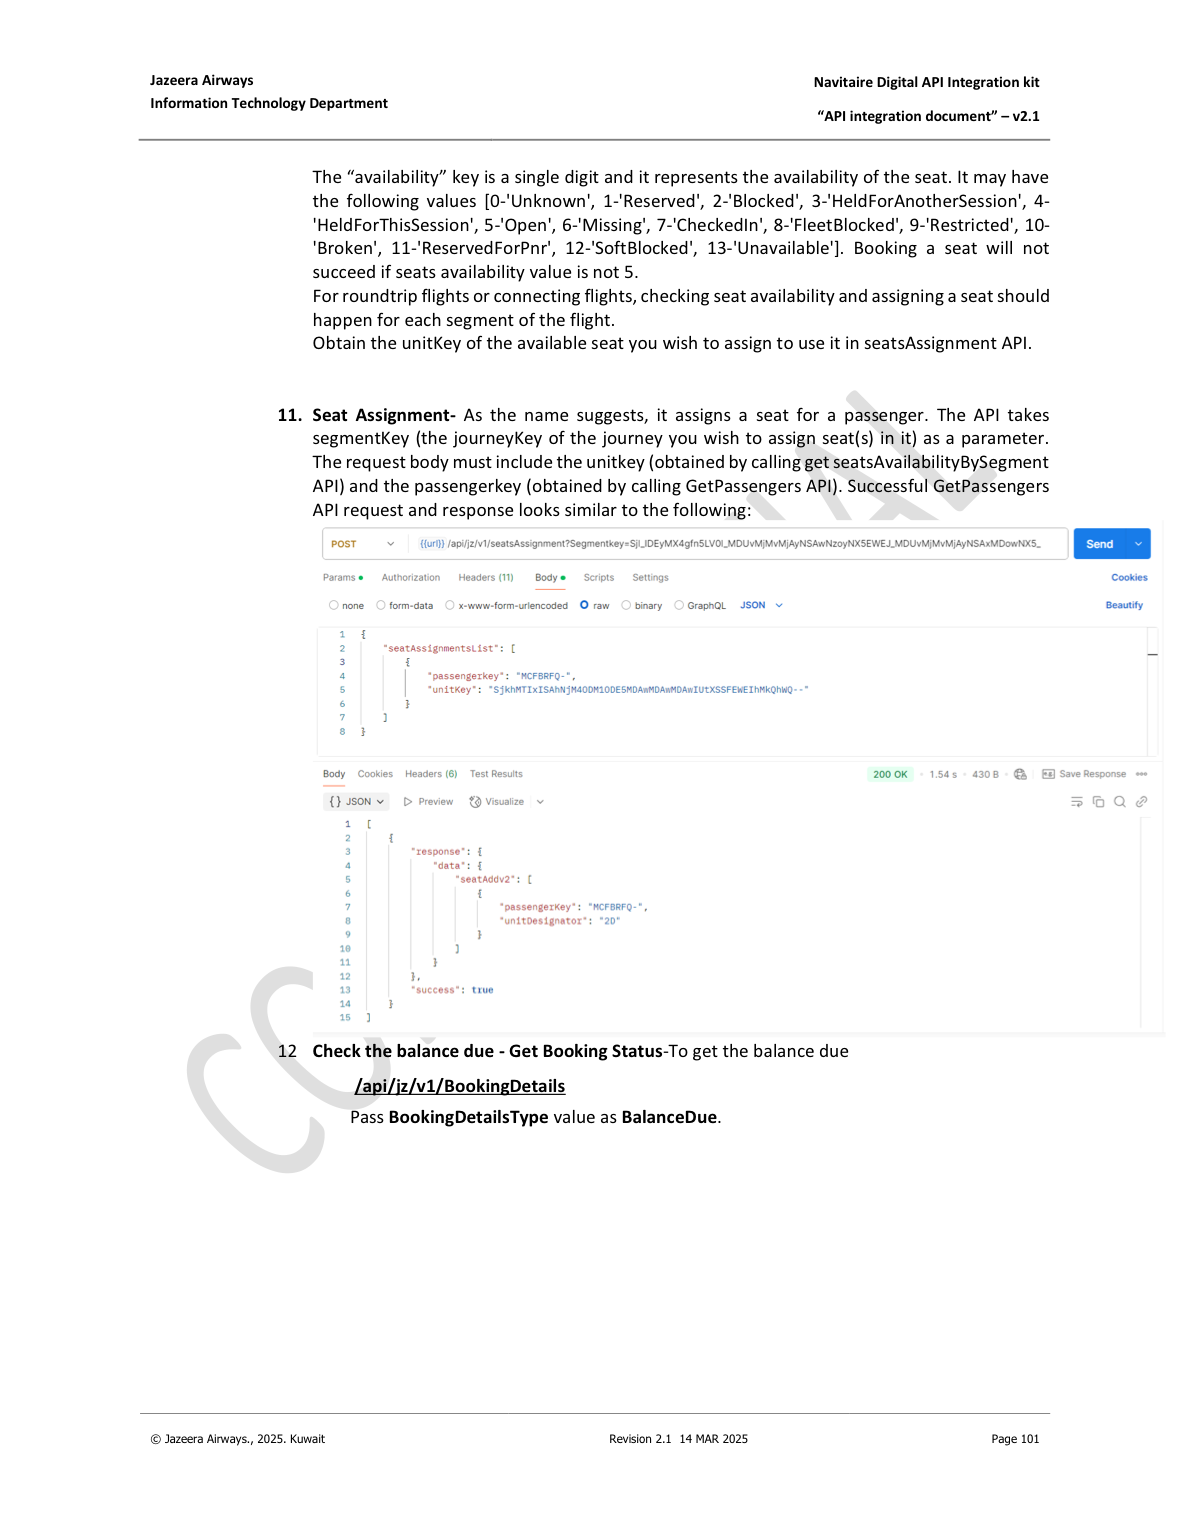 Jazeera Airways
Information Technology Department
Navitaire Digital API Integration kit
“API integration document” – v2.1
The “availability” key is a single digit and it represents the availability of the seat. It may have
the following values [0-'Unknown', 1-'Reserved', 2-'Blocked', 3-'HeldForAnotherSession', 4-
'HeldForThisSession', 5-'Open', 6-'Missing', 7-'CheckedIn', 8-'FleetBlocked', 9-'Restricted', 10-
'Broken', 11-'ReservedForPnr', 12-'SoftBlocked', 13-'Unavailable']. Booking a seat will not
succeed if seats availability value is not 5.
For roundtrip flights or connecting flights, checking seat availability and assigning a seat should
happen for each segment of the flight.
Obtain the unitKey of the available seat you wish to assign to use it in seatsAssignment API.
11. Seat Assignment- As the name suggests, it assigns a seat for a passenger. The API takes
segmentKey (the journeyKey of the journey you wish to assign seat(s) in it) as a parameter.
The request body must include the unitkey (obtained by calling get seatsAvailabilityBySegment
API) and the passengerkey (obtained by calling GetPassengers API). Successful GetPassengers
API request and response looks similar to the following:
POST {{url}} /api/jz/v1/seatsAssignment?Segmentkey=SjI_IDEyMX4gfn5LV0l_MDUvMjMvMjAyNSAwNzoyNX5EWEJ_MDUvMjMvMjAyNSAxMDowNX5_ Send
Params Authorization Headers (11) Body Scripts Settings Cookies
none form-data x-www-form-urlencoded raw binary GraphQL JSON Beautify
1 {
2 "seatAssignmentsList": [
3 {
4 "passengerkey": "MCFBRFQ-",
5 "unitKey": "SjkhMTIxISAhNjM4ODM1ODE5MDAwMDAwMDAwIUtXSSFEWEIhMkQhWQ--"
6 }
7 ]
8 }
Body Cookies Headers (6) Test Results 200 OK 1.54 s 430 B Save Response
{} JSON Preview Visualize
1 [
2 {
3 "response": {
4 "data": {
5 "seatAddv2": [
6 {
7 "passengerKey": "MCFBRFQ-",
8 "unitDesignator": "2D"
9 }
10 ]
11 }
12 },
13 "success": true
14 }
15 ]
12 Check the balance due - Get Booking Status-To get the balance due
/api/jz/v1/BookingDetails
Pass BookingDetailsType value as BalanceDue.
© Jazeera Airways., 2025. Kuwait
Revision 2.1 14 MAR 2025
Page 101